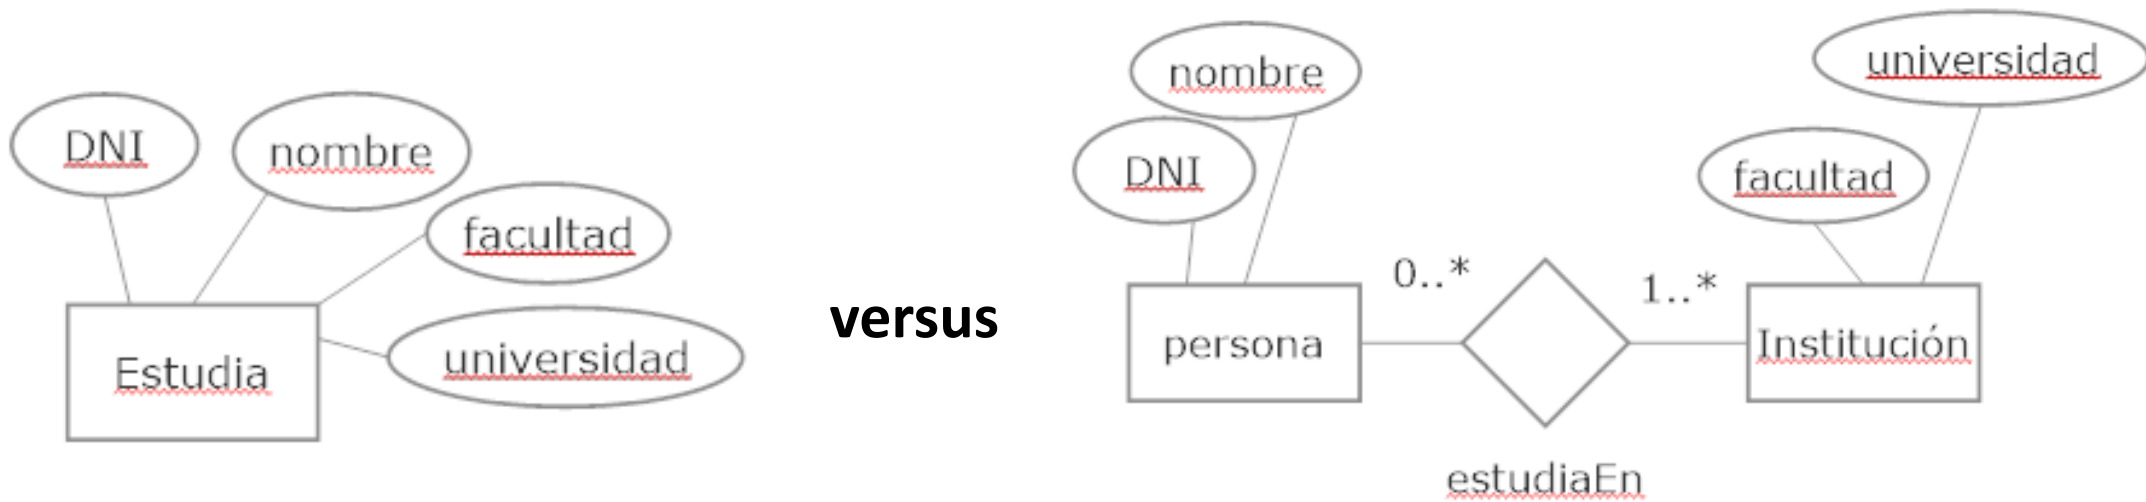 DNI
nombre
facultad
universidad
Estudia
versus
nombre
DNI
universidad
facultad
0..*
1..*
persona
Institución
estudiaEn